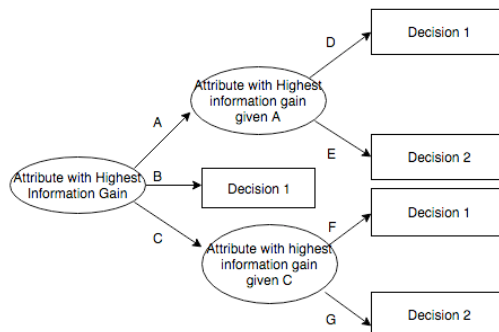 D
Decision 1
Attribute with Highest
information gain
given A
A
E
Decision 2
Attribute with Highest
Information Gain
B
Decision 1
C
F
Decision 1
Attribute with highest
information gain
given C
G
Decision 2